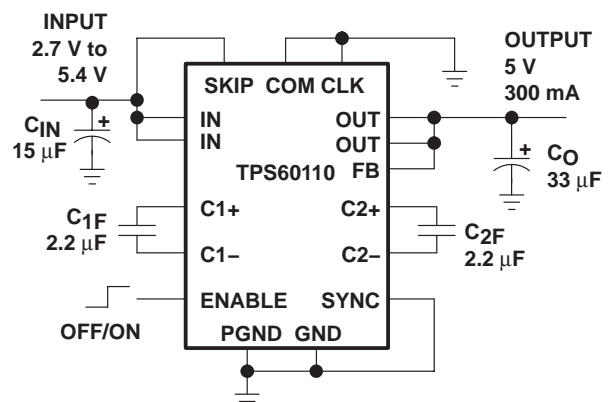 INPUT
2.7 V to
5.4 V
OUTPUT
5 V
300 mA
SKIP COM CLK
IN
OUT
IN
OUT
TPS60110 FB
CIN
+
15 µF
+
CO
33 µF
C1F
2.2 µF
C1+
C2+
C1−
C2−
C2F
2.2 µF
ENABLE SYNC
OFF/ON
PGND GND